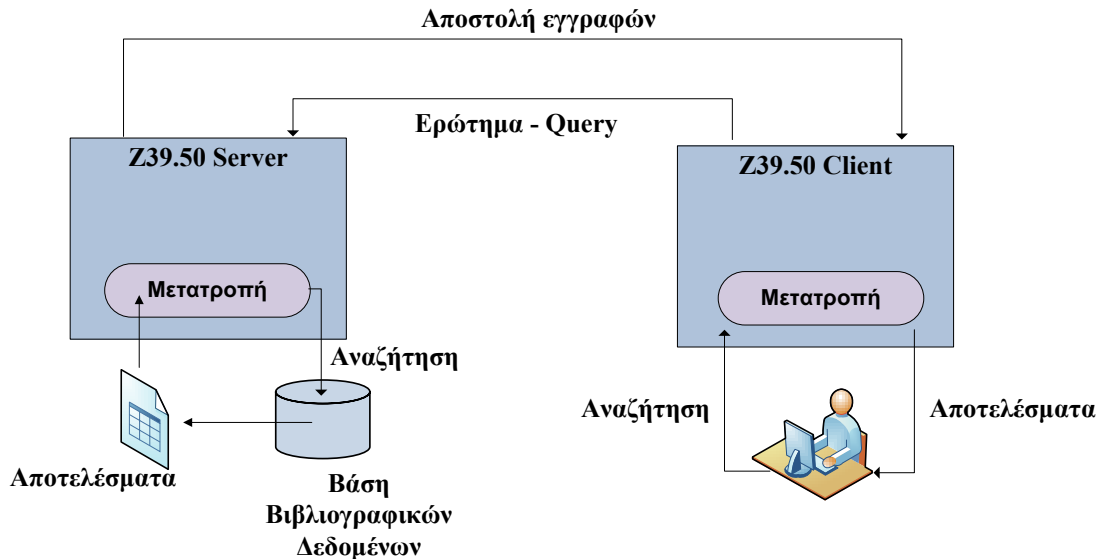 Αποστολή εγγραφών
Ερώτημα - Query
Z39.50 Server
Z39.50 Client
Μετατροπή
Μετατροπή
Αναζήτηση
Αναζήτηση
Αποτελέσματα
Αποτελέσματα
Βάση
Βιβλιογραφικών
Δεδομένων